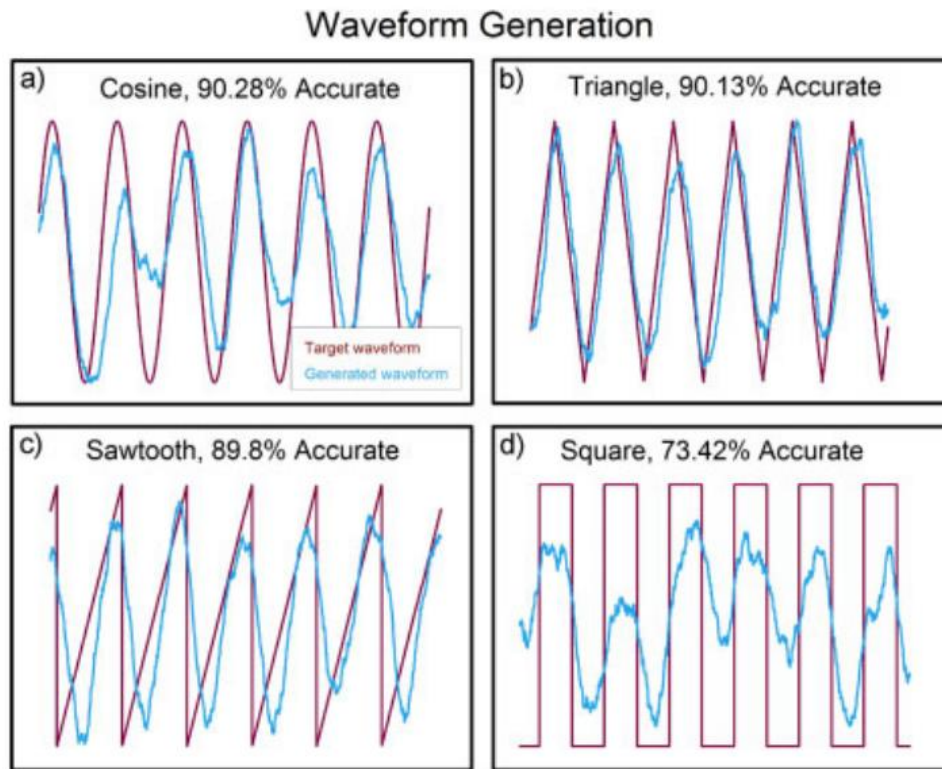 Waveform Generation
a)
Cosine, 90.28% Accurate
Target waveform
Generated waveform
b)
Triangle, 90.13% Accurate
c)
Sawtooth, 89.8% Accurate
d)
Square, 73.42% Accurate